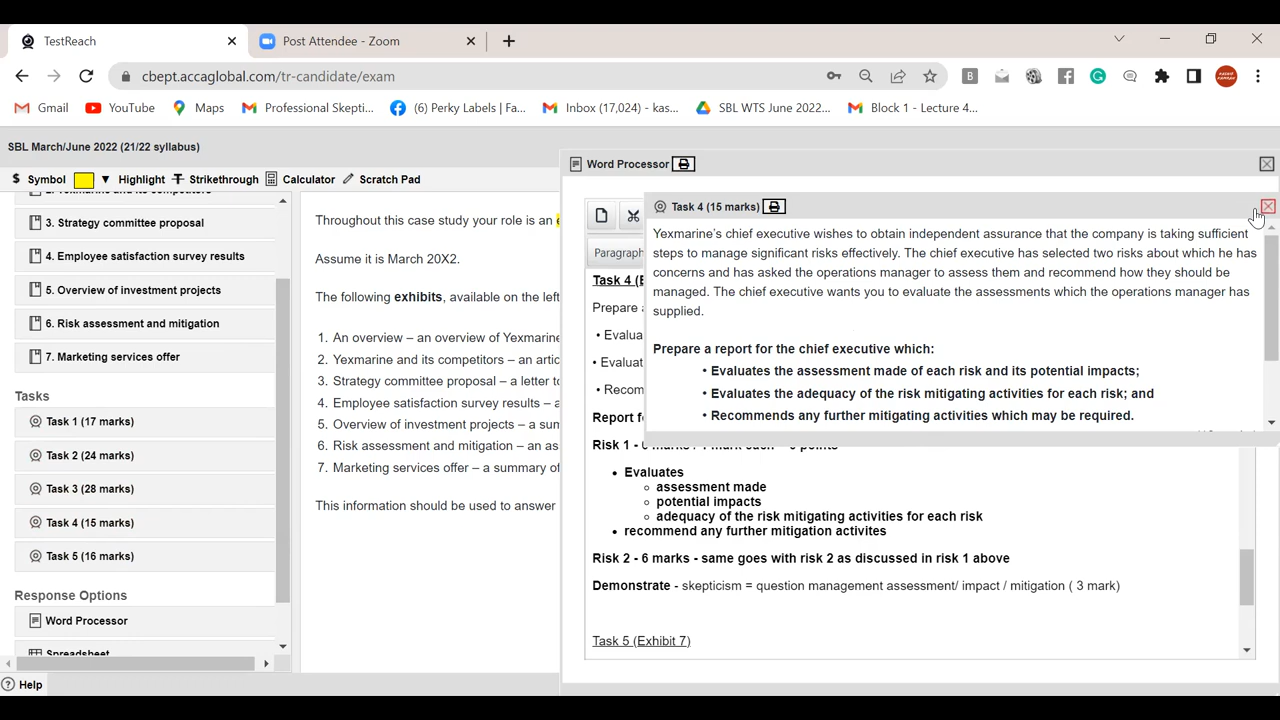 TestReach
Post Attendee - Zoom
cbept.accaglobal.com/tr-candidate/exam
Gmail
YouTube
Maps
Professional Skepti...
(6) Perky Labels | Fa...
Inbox (17,024) - kas...
SBL WTS June 2022...
Block 1 - Lecture 4...
SBL March/June 2022 (21/22 syllabus)
$ Symbol
Highlight
Strikethrough
Calculator
Scratch Pad
3. Strategy committee proposal
4. Employee satisfaction survey results
5. Overview of investment projects
6. Risk assessment and mitigation
7. Marketing services offer
Tasks
Task 1 (17 marks)
Task 2 (24 marks)
Task 3 (28 marks)
Task 4 (15 marks)
Task 5 (16 marks)
Response Options
Word Processor
Spreadsheet
Help
Throughout this case study your role is an
Assume it is March 20X2.
The following exhibits, available on the left
1. An overview – an overview of Yexmarine
2. Yexmarine and its competitors – an artic
3. Strategy committee proposal – a letter to
4. Employee satisfaction survey results – a
5. Overview of investment projects – a sum
6. Risk assessment and mitigation – an as
7. Marketing services offer – a summary of
This information should be used to answer
Word Processor
Paragraph
Task 4 (E
Prepare a
• Evalua
• Evaluat
• Recom
Report f
Task 4 (15 marks)
Yexmarine's chief executive wishes to obtain independent assurance that the company is taking sufficient
steps to manage significant risks effectively. The chief executive has selected two risks about which he has
concerns and has asked the operations manager to assess them and recommend how they should be
managed. The chief executive wants you to evaluate the assessments which the operations manager has
supplied.
Prepare a report for the chief executive which:
• Evaluates the assessment made of each risk and its potential impacts;
• Evaluates the adequacy of the risk mitigating activities for each risk; and
• Recommends any further mitigating activities which may be required.
Risk 1 -
• Evaluates
○ assessment made
○ potential impacts
○ adequacy of the risk mitigating activities for each risk
• recommend any further mitigation activites
Risk 2 - 6 marks - same goes with risk 2 as discussed in risk 1 above
Demonstrate - skepticism = question management assessment/ impact / mitigation ( 3 mark)
Task 5 (Exhibit 7)